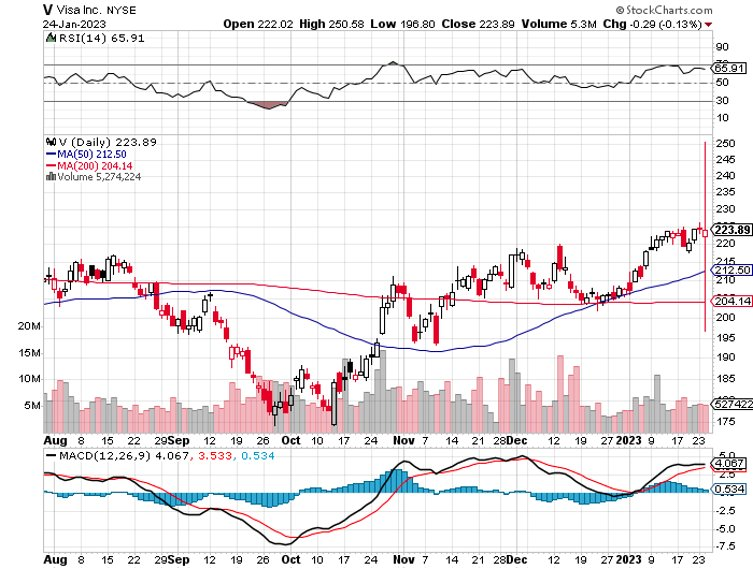 V Visa Inc. NYSE
© StockCharts.com
24-Jan-2023
Open 222.02 High 250.58 Low 196.80 Close 223.89 Volume 5.3M Chg -0.29 (-0.13%)
RSI(14) 65.91
90
70
65.91
50
30
10
V (Daily) 223.89
MA(50) 212.50
MA(200) 204.14
Volume 5,274,224
250
245
240
235
230
225
223.89
220
215
212.50
210
204.14
200
195
190
185
180
175
20M
15M
10M
5M
527422
Aug 8 15 22 29 Sep 12 19 26 Oct 10 17 24 Nov 7 14 21 28 Dec 12 19 27 2023 9 17 23
MACD(12,26,9) 4.067, 3.533, 0.534
4.067
2.5
0.534
-2.5
-5.0
-7.5
Aug 8 15 22 29 Sep 12 19 26 Oct 10 17 24 Nov 7 14 21 28 Dec 12 19 27 2023 9 17 23